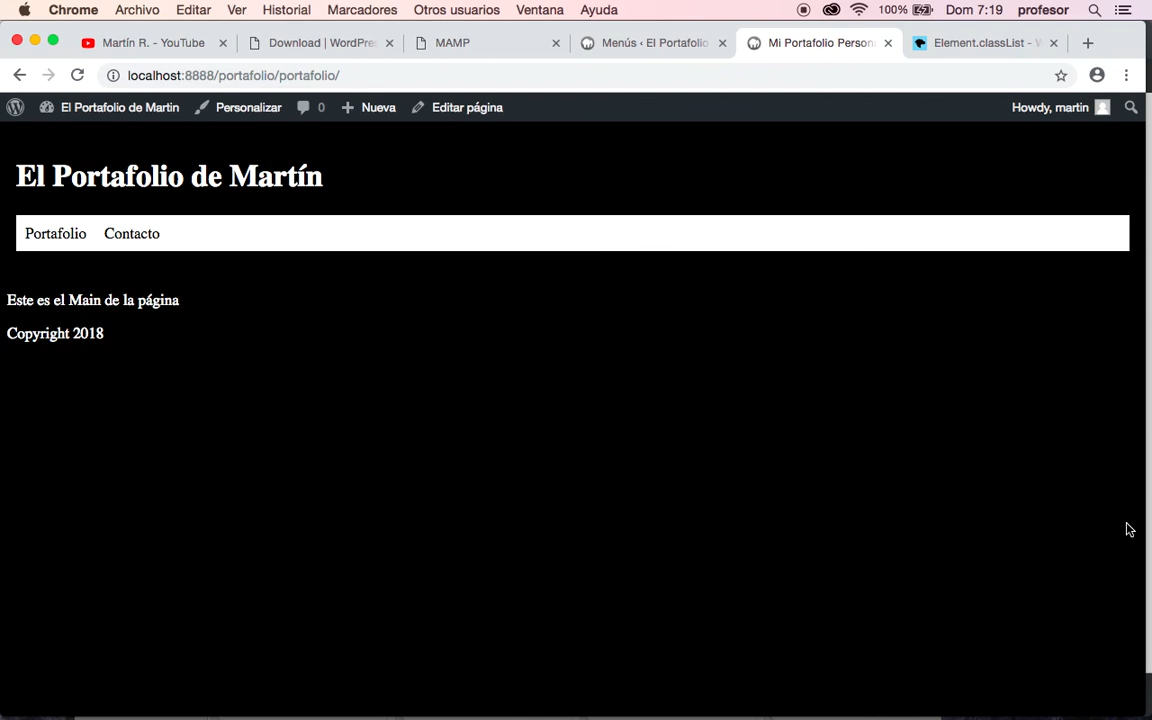 Chrome Archivo Editar Ver Historial Marcadores Otros usuarios Ventana Ayuda 100% Dom 7:19 profesor
Martín R. - YouTube Download | WordPre MAMP Menús ‹ El Portafolio Mi Portafolio Person Element.classList - W
localhost:8888/portafolio/portafolio/
El Portafolio de Martin Personalizar 0 Nueva Editar página Howdy, martin
El Portafolio de Martín
Portafolio Contacto
Este es el Main de la página
Copyright 2018